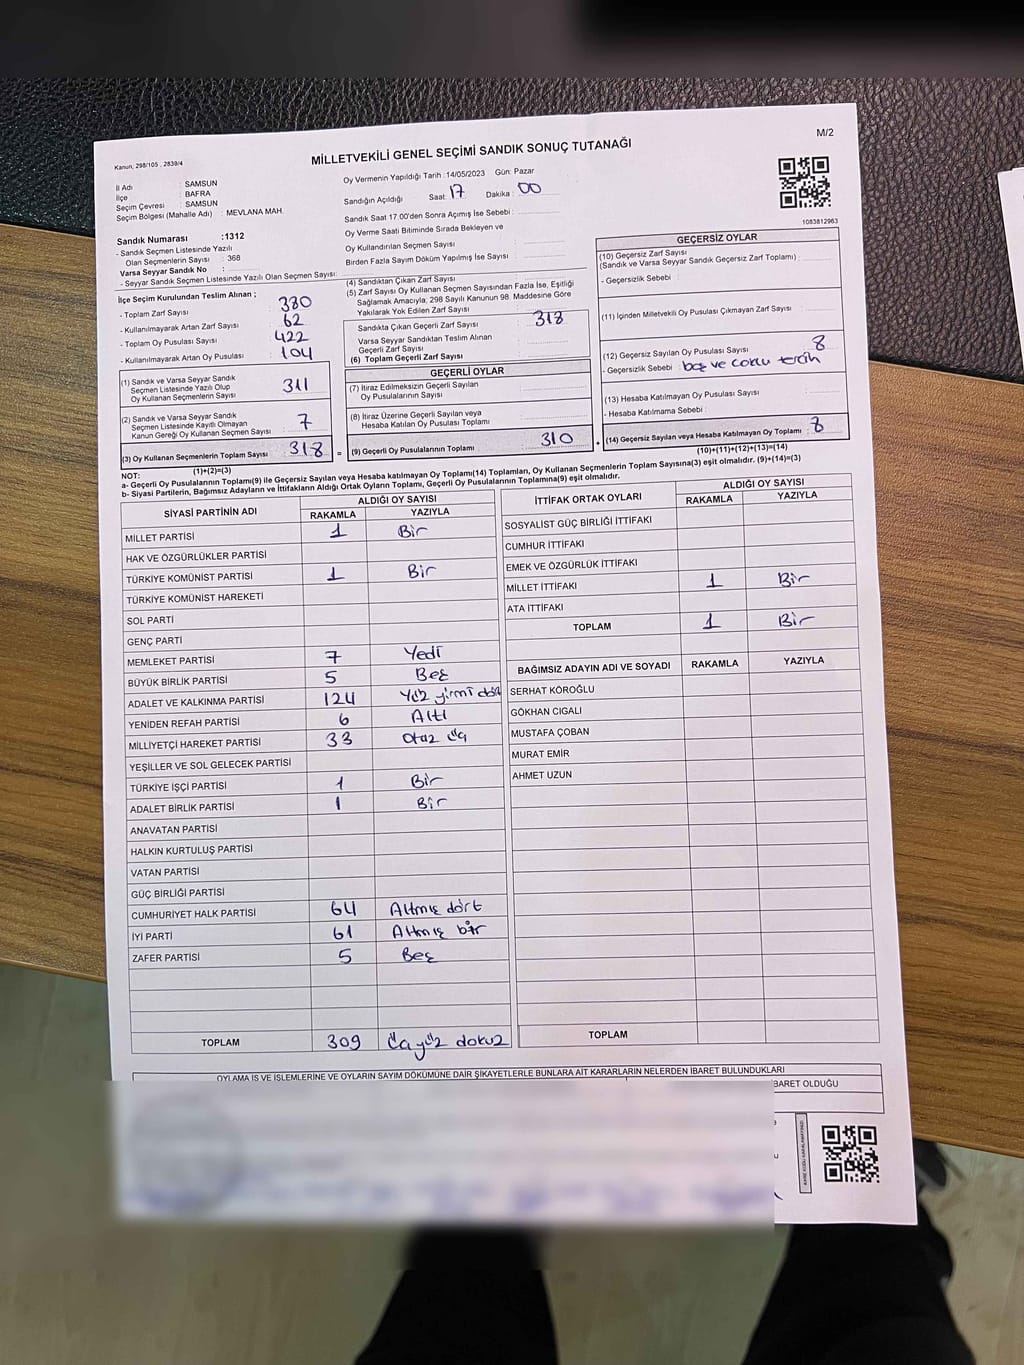 M/2
Kanun, 298/105 , 2839/4
MİLLETVEKİLİ GENEL SEÇİMİ SANDIK SONUÇ TUTANAĞI
İl Adı : SAMSUN
İlçe : BAFRA
Seçim Çevresi : SAMSUN
Seçim Bölgesi (Mahalle Adı) : MEVLANA MAH.
Oy Vermenin Yapıldığı Tarih :14/05/2023 Gün: Pazar
Sandığın Açıldığı Saat: 17 Dakika: 00
Sandık Saat 17.00'den Sonra Açımış İse Sebebi :
Oy Verme Saati Bitiminde Sırada Bekleyen ve
Oy Kullandırılan Seçmen Sayısı :
Birden Fazla Sayım Döküm Yapılmış İse Sayısı :
1083812963
Sandık Numarası :1312
- Sandık Seçmen Listesinde Yazılı
Olan Seçmenlerin Sayısı : 368
Varsa Seyyar Sandık No :
- Seyyar Sandık Seçmen Listesinde Yazılı Olan Seçmen Sayısı:
İlçe Seçim Kurulundan Teslim Alınan ;
- Toplam Zarf Sayısı : 380
- Kullanılmayarak Artan Zarf Sayısı : 62
- Toplam Oy Pusulası Sayısı : 422
- Kullanılmayarak Artan Oy Pusulası : 104
(1) Sandık ve Varsa Seyyar Sandık
Seçmen Listesinde Yazılı Olup
Oy Kullanan Seçmenlerin Sayısı : 311
(2) Sandık ve Varsa Seyyar Sandık
Seçmen Listesinde Kayıtlı Olmayan
Kanun Gereği Oy Kullanan Seçmen Sayısı : 7
(3) Oy Kullanan Seçmenlerin Toplam Sayısı : 318
(1)+(2)=(3)
(4) Sandıktan Çıkan Zarf Sayısı :
(5) Zarf Sayısı Oy Kullanan Seçmen Sayısından Fazla İse, Eşitliği
Sağlamak Amacıyla, 298 Sayılı Kanunun 98. Maddesine Göre
Yakılarak Yok Edilen Zarf Sayısı :
Sandıkta Çıkan Geçerli Zarf Sayısı : 318
Varsa Seyyar Sandıktan Teslim Alınan
Geçerli Zarf Sayısı :
(6) Toplam Geçerli Zarf Sayısı :
GEÇERLİ OYLAR
(7) İtiraz Edilmeksizin Geçerli Sayılan
Oy Pusulalarının Sayısı :
(8) İtiraz Üzerine Geçerli Sayılan veya
Hesaba Katılan Oy Pusulası Toplamı :
= (9) Geçerli Oy Pusulalarının Toplamı : 310 +
GEÇERSİZ OYLAR
(10) Geçersiz Zarf Sayısı
(Sandık ve Varsa Seyyar Sandık Geçersiz Zarf Toplamı) :
- Geçersizlik Sebebi :
(11) İçinden Milletvekili Oy Pusulası Çıkmayan Zarf Sayısı :
(12) Geçersiz Sayılan Oy Pusulası Sayısı : 8
- Geçersizlik Sebebi : boş ve çoklu tercih
(13) Hesaba Katılmayan Oy Pusulası Sayısı :
- Hesaba Katılmama Sebebi :
(14) Geçersiz Sayılan veya Hesaba Katılmayan Oy Toplamı : 8
(10)+(11)+(12)+(13)=(14)
NOT:
a- Geçerli Oy Pusulalarının Toplamı(9) ile Geçersiz Sayılan veya Hesaba katılmayan Oy Toplamı(14) Toplamları, Oy Kullanan Seçmenlerin Toplam Sayısına(3) eşit olmalıdır. (9)+(14)=(3)
b- Siyasi Partilerin, Bağımsız Adayların ve İttifakların Aldığı Ortak Oyların Toplamı, Geçerli Oy Pusulalarının Toplamına(9) eşit olmalıdır.
SİYASİ PARTİNİN ADI ALDIĞI OY SAYISI
RAKAMLA YAZIYLA
MİLLET PARTİSİ 1 Bir
HAK VE ÖZGÜRLÜKLER PARTİSİ
TÜRKİYE KOMÜNİST PARTİSİ 1 Bir
TÜRKİYE KOMÜNİST HAREKETİ
SOL PARTİ
GENÇ PARTİ
MEMLEKET PARTİSİ 7 Yedi
BÜYÜK BİRLİK PARTİSİ 5 Beş
ADALET VE KALKINMA PARTİSİ 124 Yüz yirmi dört
YENİDEN REFAH PARTİSİ 6 Altı
MİLLİYETÇİ HAREKET PARTİSİ 33 Otuz üç
YEŞİLLER VE SOL GELECEK PARTİSİ
TÜRKİYE İŞÇİ PARTİSİ 1 Bir
ADALET BİRLİK PARTİSİ 1 Bir
ANAVATAN PARTİSİ
HALKIN KURTULUŞ PARTİSİ
VATAN PARTİSİ
GÜÇ BİRLİĞİ PARTİSİ
CUMHURİYET HALK PARTİSİ 64 Altmış dört
İYİ PARTİ 61 Altmış bir
ZAFER PARTİSİ 5 Beş
TOPLAM 309 Üçyüz dokuz
İTTİFAK ORTAK OYLARI ALDIĞI OY SAYISI
RAKAMLA YAZIYLA
SOSYALİST GÜÇ BİRLİĞİ İTTİFAKI
CUMHUR İTTİFAKI
EMEK VE ÖZGÜRLÜK İTTİFAKI
MİLLET İTTİFAKI 1 Bir
ATA İTTİFAKI
TOPLAM 1 Bir
BAĞIMSIZ ADAYIN ADI VE SOYADI RAKAMLA YAZIYLA
SERHAT KÖROĞLU
GÖKHAN CIGALI
MUSTAFA ÇOBAN
MURAT EMİR
AHMET UZUN
TOPLAM
OYLAMA İŞ VE İŞLEMLERİNE VE OYLARIN SAYIM DÖKÜMÜNE DAİR ŞİKAYETLERLE BUNLARA AİT KARARLARIN NELERDEN İBARET BULUNDUKLARI
BARET OLDUĞU